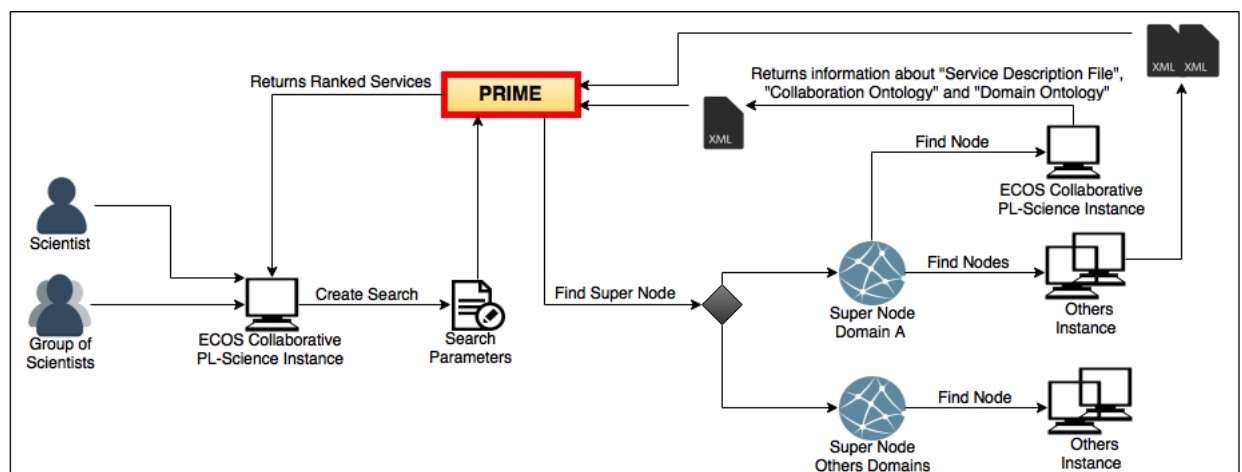 XML
XML
Returns Ranked Services
PRIME
Returns information about "Service Description File",
"Collaboration Ontology" and "Domain Ontology"
XML
Find Node
ECOS Collaborative
PL-Science Instance
Scientist
Group of
Scientists
ECOS Collaborative
PL-Science Instance
Create Search
Search
Parameters
Find Super Node
Super Node
Domain A
Find Nodes
Others
Instance
Super Node
Others Domains
Find Node
Others
Instance